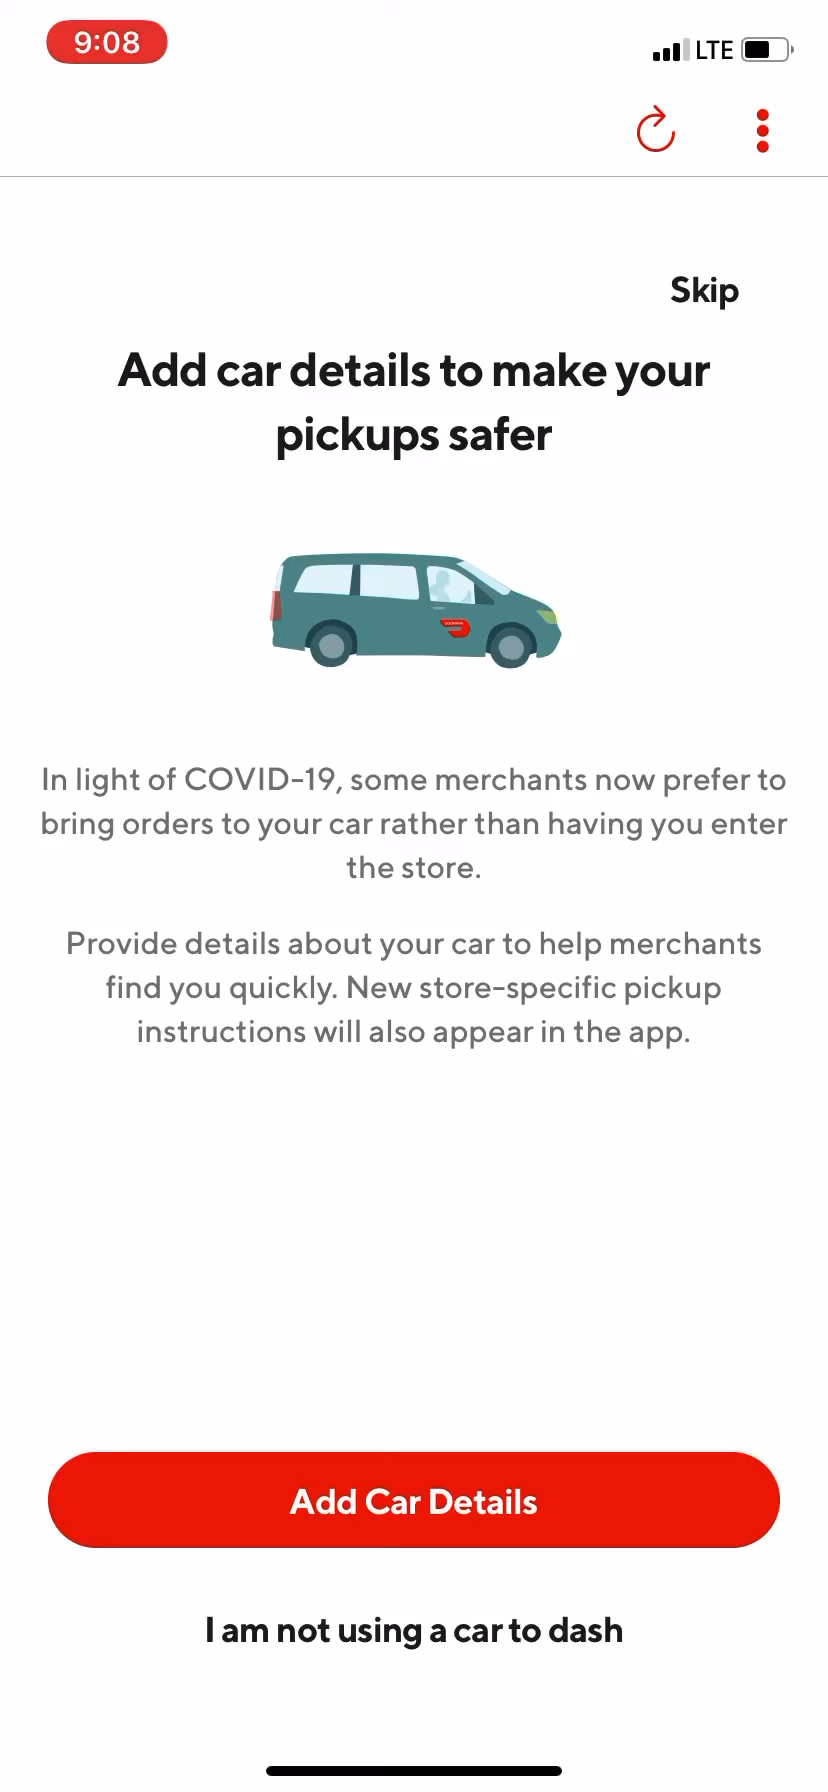 9:08
LTE
Skip
Add car details to make your
pickups safer
In light of COVID-19, some merchants now prefer to
bring orders to your car rather than having you enter
the store.
Provide details about your car to help merchants
find you quickly. New store-specific pickup
instructions will also appear in the app.
Add Car Details
I am not using a car to dash